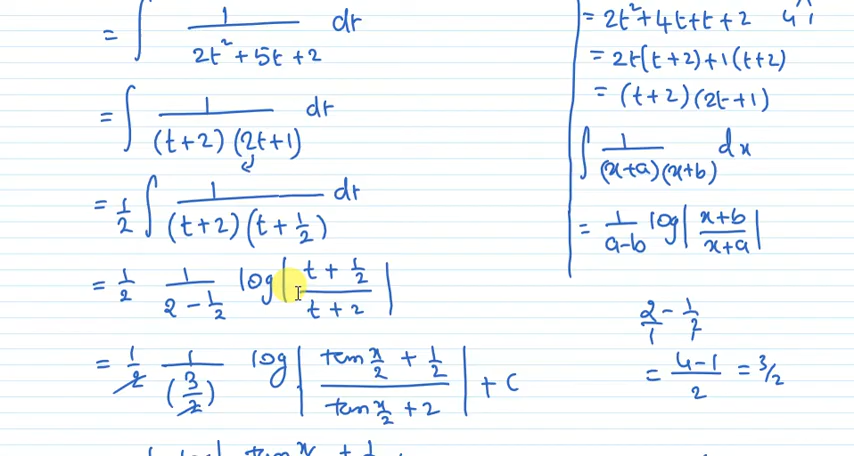 = ∫ 1/(2t²+5t+2) dt
= ∫ 1/((t+2)(2t+1)) dt
= 1/2 ∫ 1/((t+2)(t+1/2)) dt
= 1/2 1/(2-1/2) log|(t+1/2)/(t+2)|
= 1/2 1/(3/2) log|(tan x/2 + 1/2)/(tan x/2 + 2)| + c
= 2t²+4t+t+2 4 1
= 2t(t+2)+1(t+2)
= (t+2)(2t+1)
∫ 1/((x+a)(x+b)) dx
= 1/(a-b) log|(x+b)/(x+a)|
2/1 - 1/2
= (4-1)/2 = 3/2